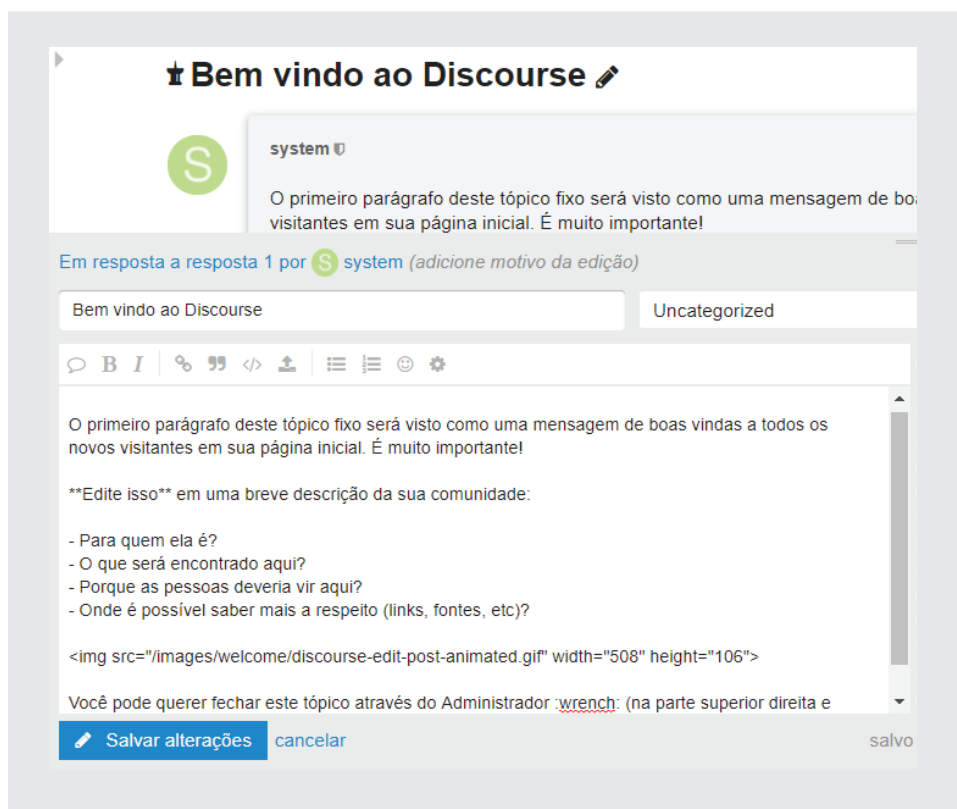 Bem vindo ao Discourse
S
system
O primeiro parágrafo deste tópico fixo será visto como uma mensagem de
visitantes em sua página inicial. É muito importante!
Em resposta a resposta 1 por S system (adicione motivo da edição)
Bem vindo ao Discourse
Uncategorized
B I
O primeiro parágrafo deste tópico fixo será visto como uma mensagem de boas vindas a todos os
novos visitantes em sua página inicial. É muito importante!
**Edite isso** em uma breve descrição da sua comunidade:
- Para quem ela é?
- O que será encontrado aqui?
- Porque as pessoas deveria vir aqui?
- Onde é possível saber mais a respeito (links, fontes, etc)?
<img src="/images/welcome/discourse-edit-post-animated.gif" width="508" height="106">
Você pode querer fechar este tópico através do Administrador :wrench: (na parte superior direita e
Salvar alterações
cancelar
salvo